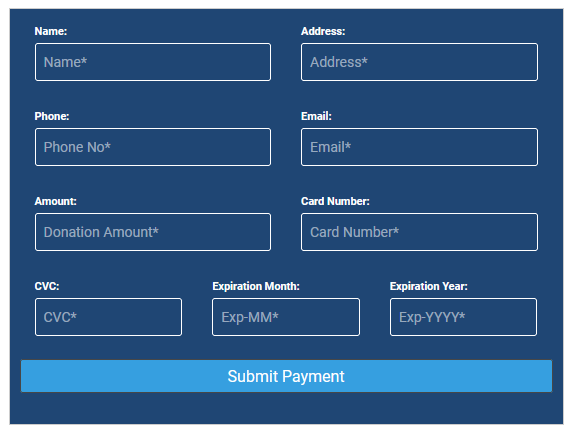 Name: Address:
Name* Address*
Phone: Email:
Phone No* Email*
Amount: Card Number:
Donation Amount* Card Number*
CVC: Expiration Month: Expiration Year:
CVC* Exp-MM* Exp-YYYY*
Submit Payment